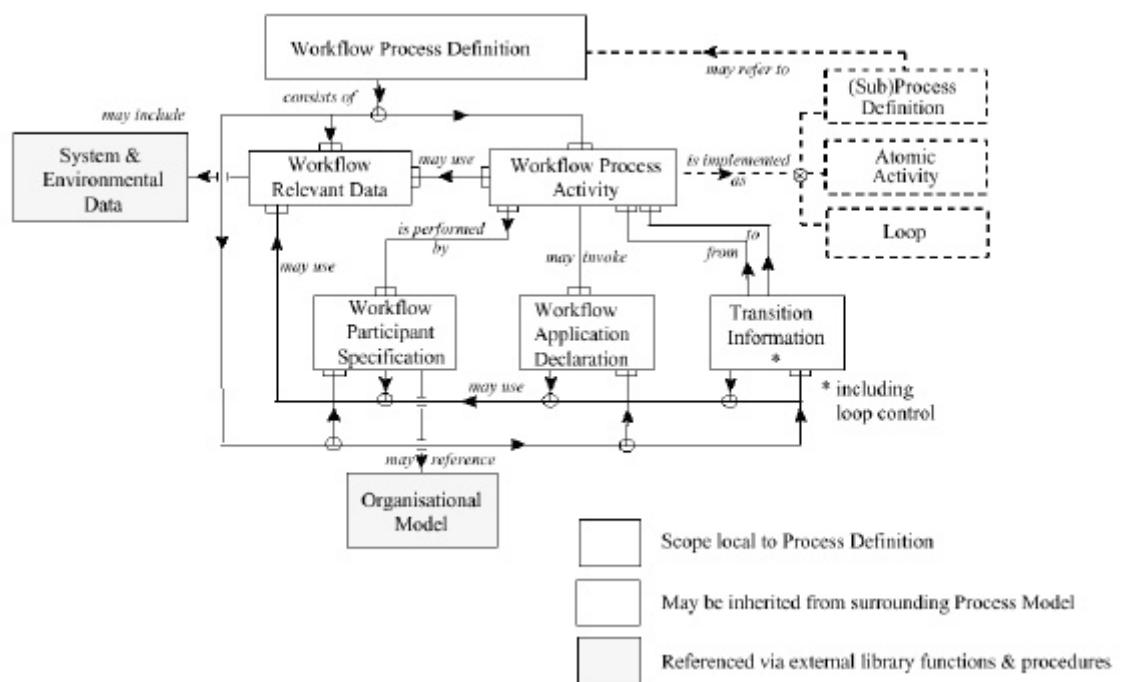 Workflow Process Definition
may refer to
consists of
(Sub)Process
Definition
may include
System &
Environmental
Data
Workflow
Relevant Data
may use
Workflow Process
Activity
is implemented
as
Atomic
Activity
Loop
is performed
by
may use
may invoke
to
from
Workflow
Participant
Specification
Workflow
Application
Declaration
Transition
Information
*
may use
* including
loop control
may reference
Organisational
Model
Scope local to Process Definition
May be inherited from surrounding Process Model
Referenced via external library functions & procedures